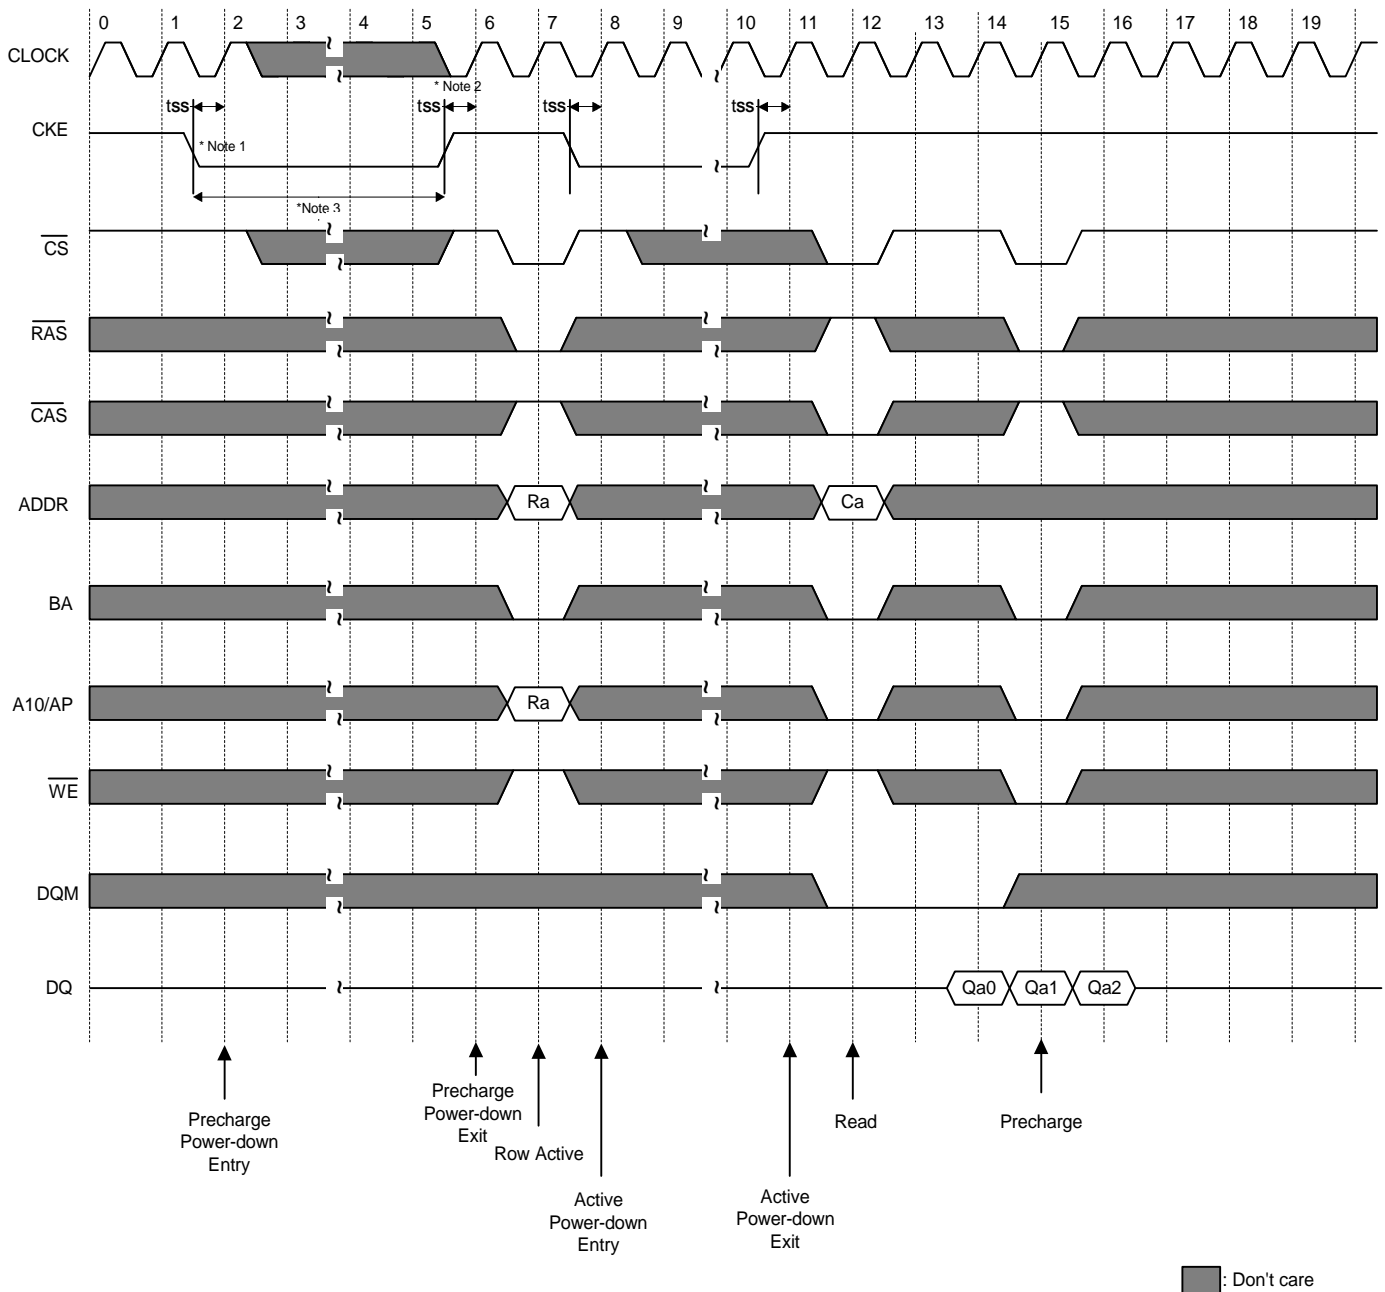 0 1 2 3 4 5 6 7 8 9 10 11 12 13 14 15 16 17 18 19
CLOCK
* Note 2
tss tss tss tss
CKE
* Note 1
*Note 3
CS
RAS
CAS
ADDR Ra Ca
BA
A10/AP Ra
WE
DQM
DQ Qa0 Qa1 Qa2
Precharge
Power-down
Entry
Precharge
Power-down
Exit
Row Active
Active
Power-down
Entry
Active
Power-down
Exit
Read
Precharge
: Don't care